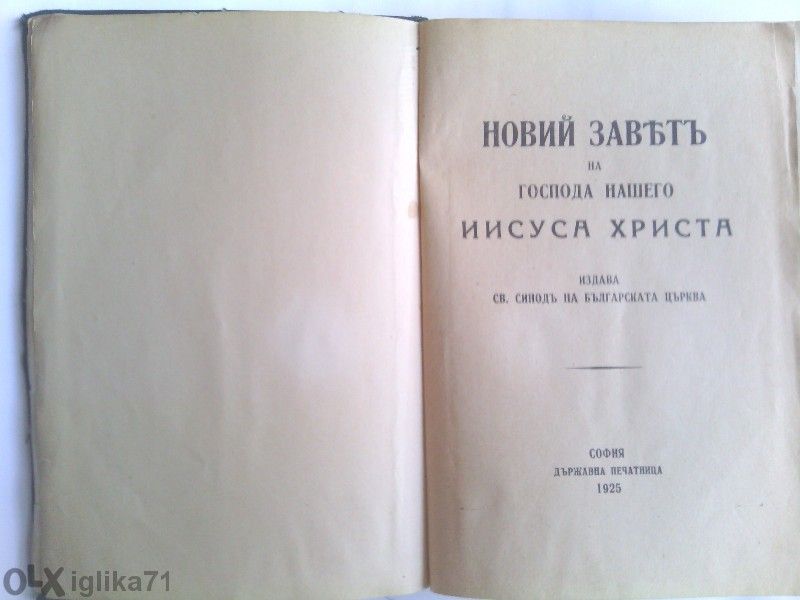 НОВИЙ ЗАВѢТЪ
НА
ГОСПОДА НАШЕГО
ИИСУСА ХРИСТА
ИЗДАВА
СВ. СИНОДЪ НА БЪЛГАРСКАТА ЦЪРКВА
СОФИЯ
ДЪРЖАВНА ПЕЧАТНИЦА
1925
OLX iglika71